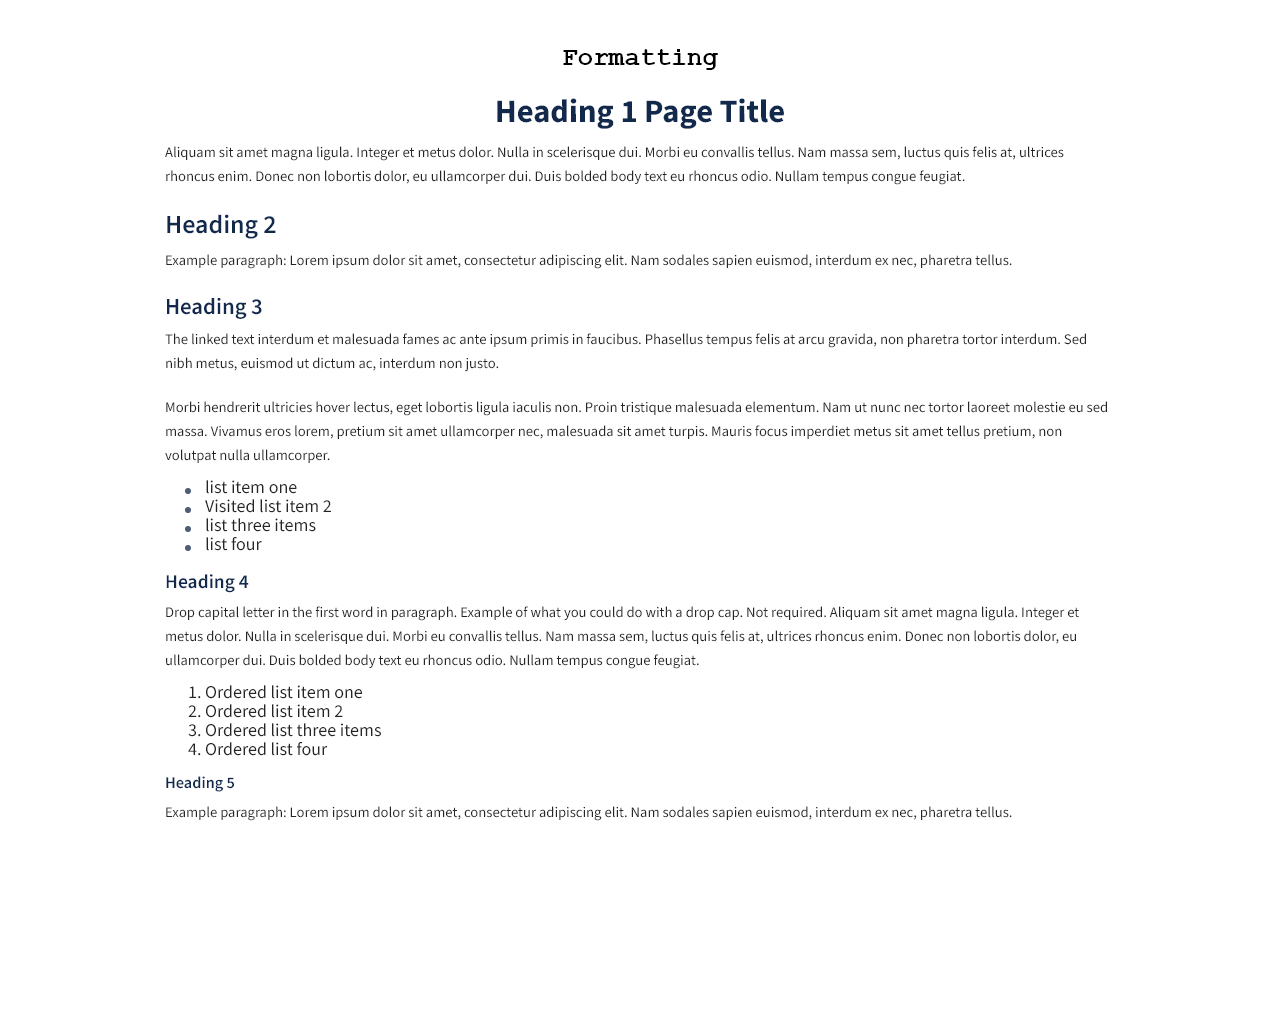 Formatting
Heading 1 Page Title
Aliquam sit amet magna ligula. Integer et metus dolor. Nulla in scelerisque dui. Morbi eu convallis tellus. Nam massa sem, luctus quis felis at, ultrices
rhoncus enim. Donec non lobortis dolor, eu ullamcorper dui. Duis bolded body text eu rhoncus odio. Nullam tempus congue feugiat.
Heading 2
Example paragraph: Lorem ipsum dolor sit amet, consectetur adipiscing elit. Nam sodales sapien euismod, interdum ex nec, pharetra tellus.
Heading 3
The linked text interdum et malesuada fames ac ante ipsum primis in faucibus. Phasellus tempus felis at arcu gravida, non pharetra tortor interdum. Sed
nibh metus, euismod ut dictum ac, interdum non justo.
Morbi hendrerit ultricies hover lectus, eget lobortis ligula iaculis non. Proin tristique malesuada elementum. Nam ut nunc nec tortor laoreet molestie eu sed
massa. Vivamus eros lorem, pretium sit amet ullamcorper nec, malesuada sit amet turpis. Mauris focus imperdiet metus sit amet tellus pretium, non
volutpat nulla ullamcorper.
• list item one
• Visited list item 2
• list three items
• list four
Heading 4
Drop capital letter in the first word in paragraph. Example of what you could do with a drop cap. Not required. Aliquam sit amet magna ligula. Integer et
metus dolor. Nulla in scelerisque dui. Morbi eu convallis tellus. Nam massa sem, luctus quis felis at, ultrices rhoncus enim. Donec non lobortis dolor, eu
ullamcorper dui. Duis bolded body text eu rhoncus odio. Nullam tempus congue feugiat.
1. Ordered list item one
2. Ordered list item 2
3. Ordered list three items
4. Ordered list four
Heading 5
Example paragraph: Lorem ipsum dolor sit amet, consectetur adipiscing elit. Nam sodales sapien euismod, interdum ex nec, pharetra tellus.